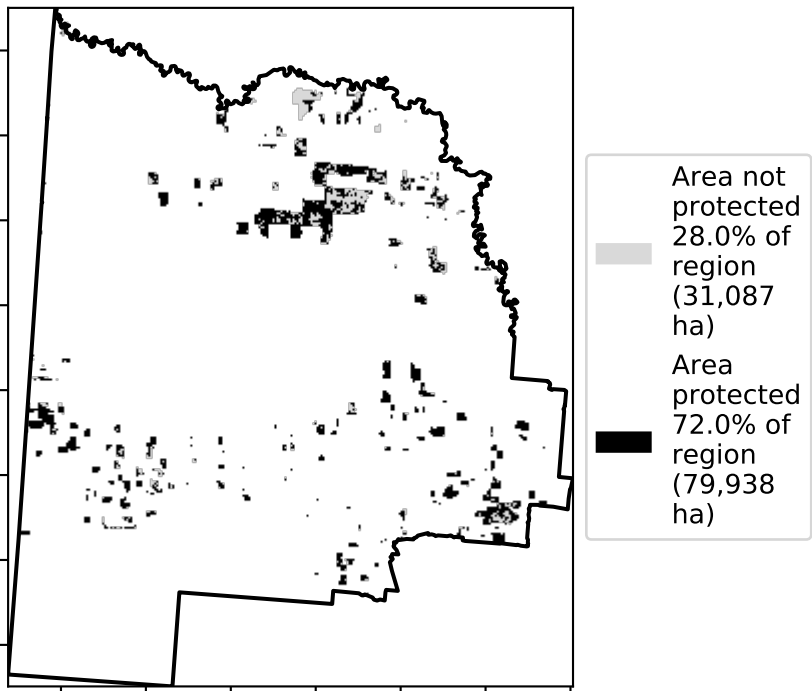 Area not
protected
28.0% of
region
(31,087
ha)
Area
protected
72.0% of
region
(79,938
ha)